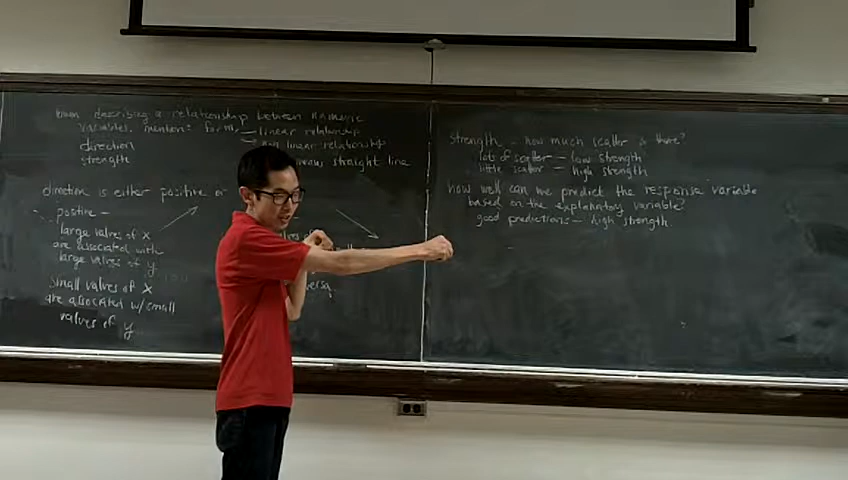 when describing a relationship between numeric
variables, mention: form — linear relationship
non linear relationship
direction
strength
straight line
direction is either positive or
positive —
large values of x
are associated with
large values of y
small values of x
are associated w/ small
values of y
versa.
strength — how much scatter is there?
lots of scatter — low strength
little scatter — high strength
how well can we predict the response variable
based on the explanatory variable?
good predictions — high strength.